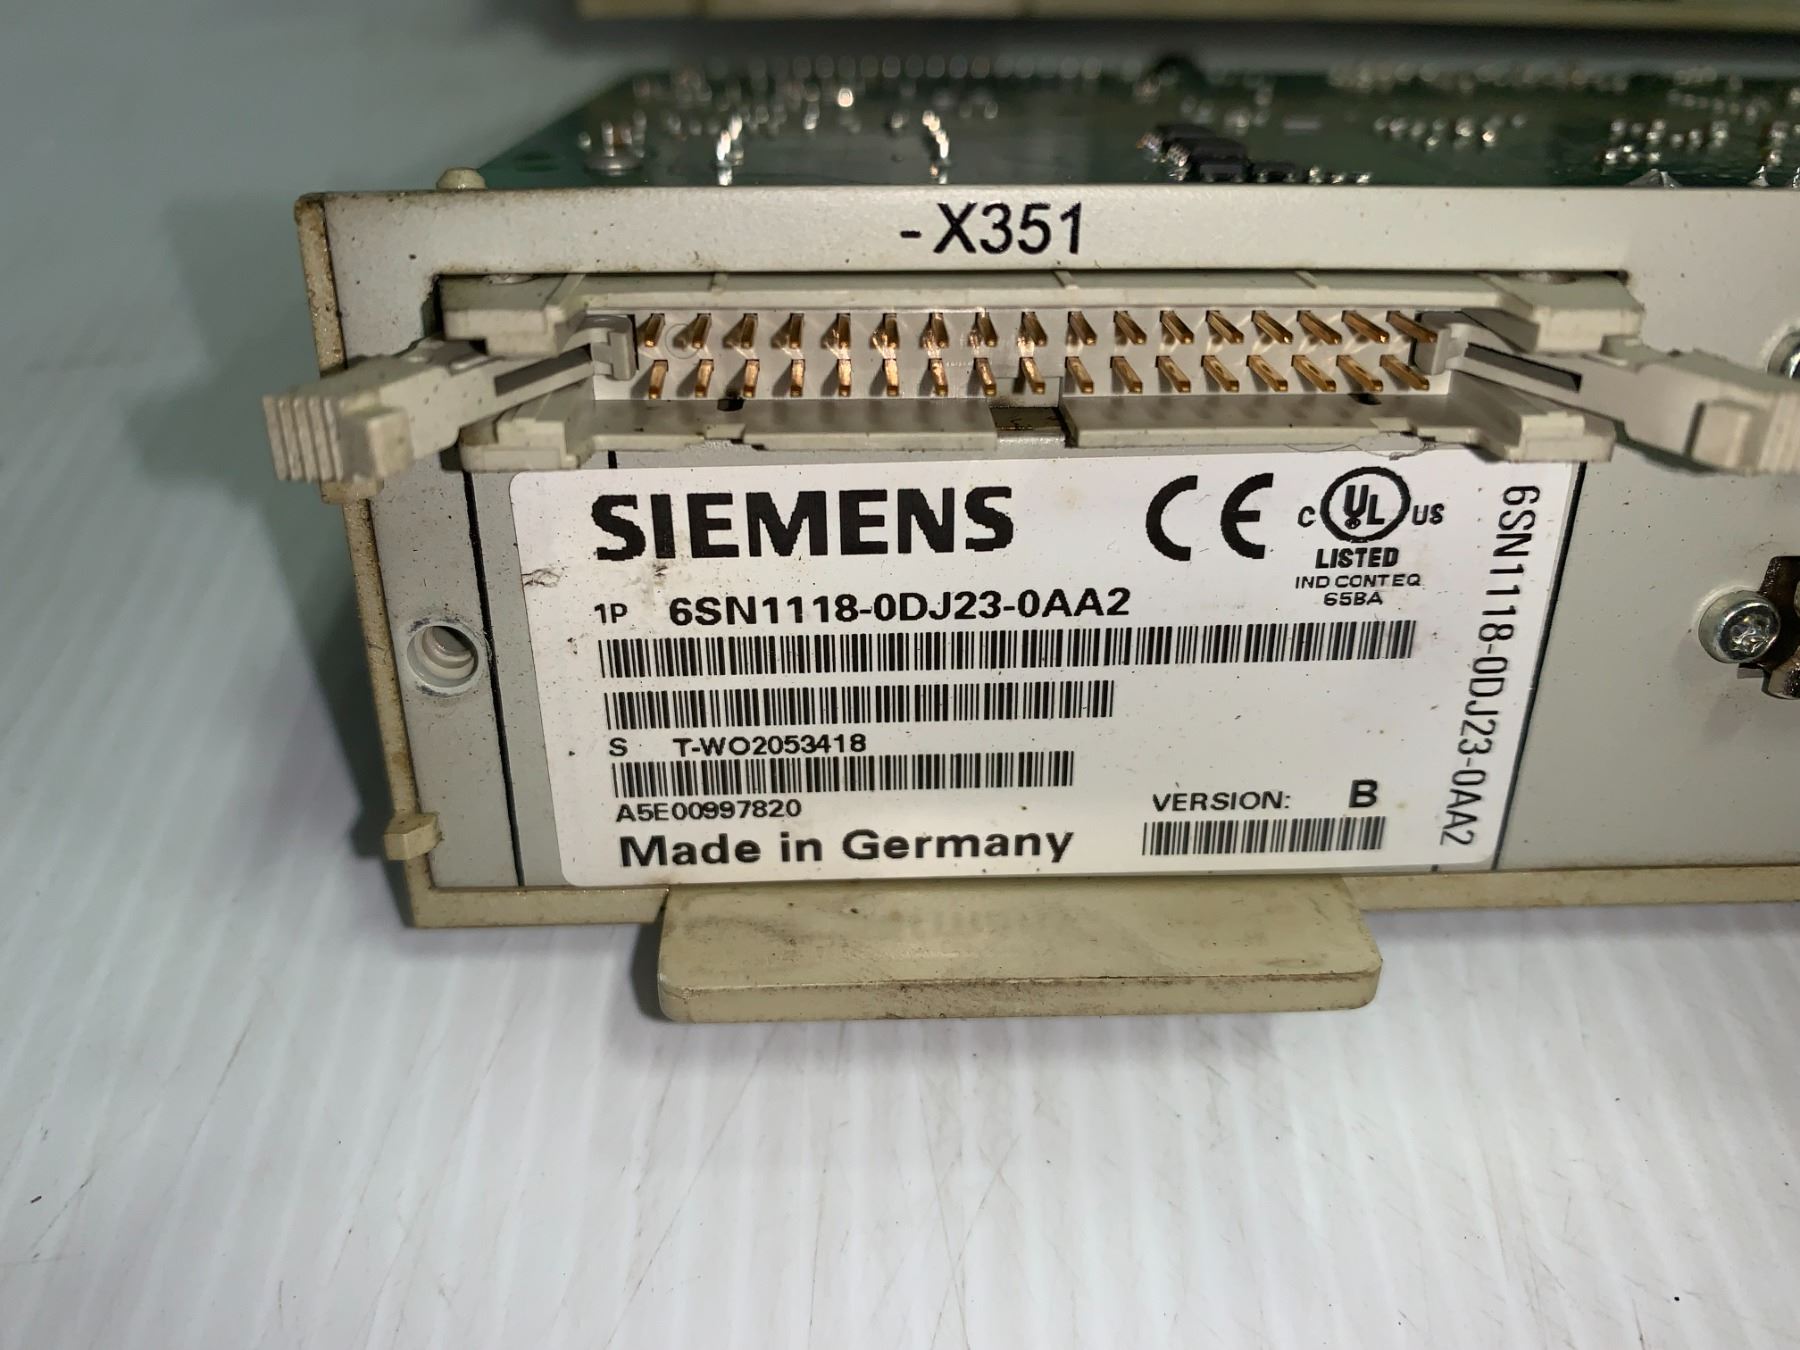 -X351
SIEMENS
CE
C UL US
LISTED
IND CONT EQ
65BA
1P 6SN1118-0DJ23-0AA2
S T-WO2053418
A5E00997820
Made in Germany
VERSION: B
6SN1118-0DJ23-0AA2